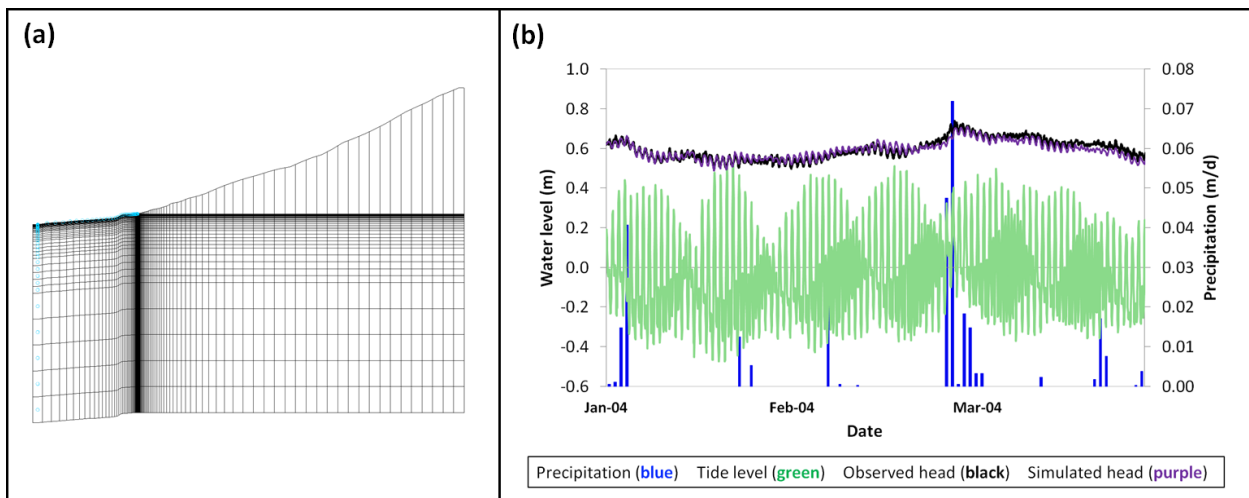 (a)
(b)
1.0
0.8
0.6
0.4
0.2
0.0
-0.2
-0.4
-0.6
Water level (m)
0.08
0.07
0.06
0.05
0.04
0.03
0.02
0.01
0.00
Precipitation (m/d)
Jan-04 Feb-04 Mar-04
Date
Precipitation (blue) Tide level (green) Observed head (black) Simulated head (purple)